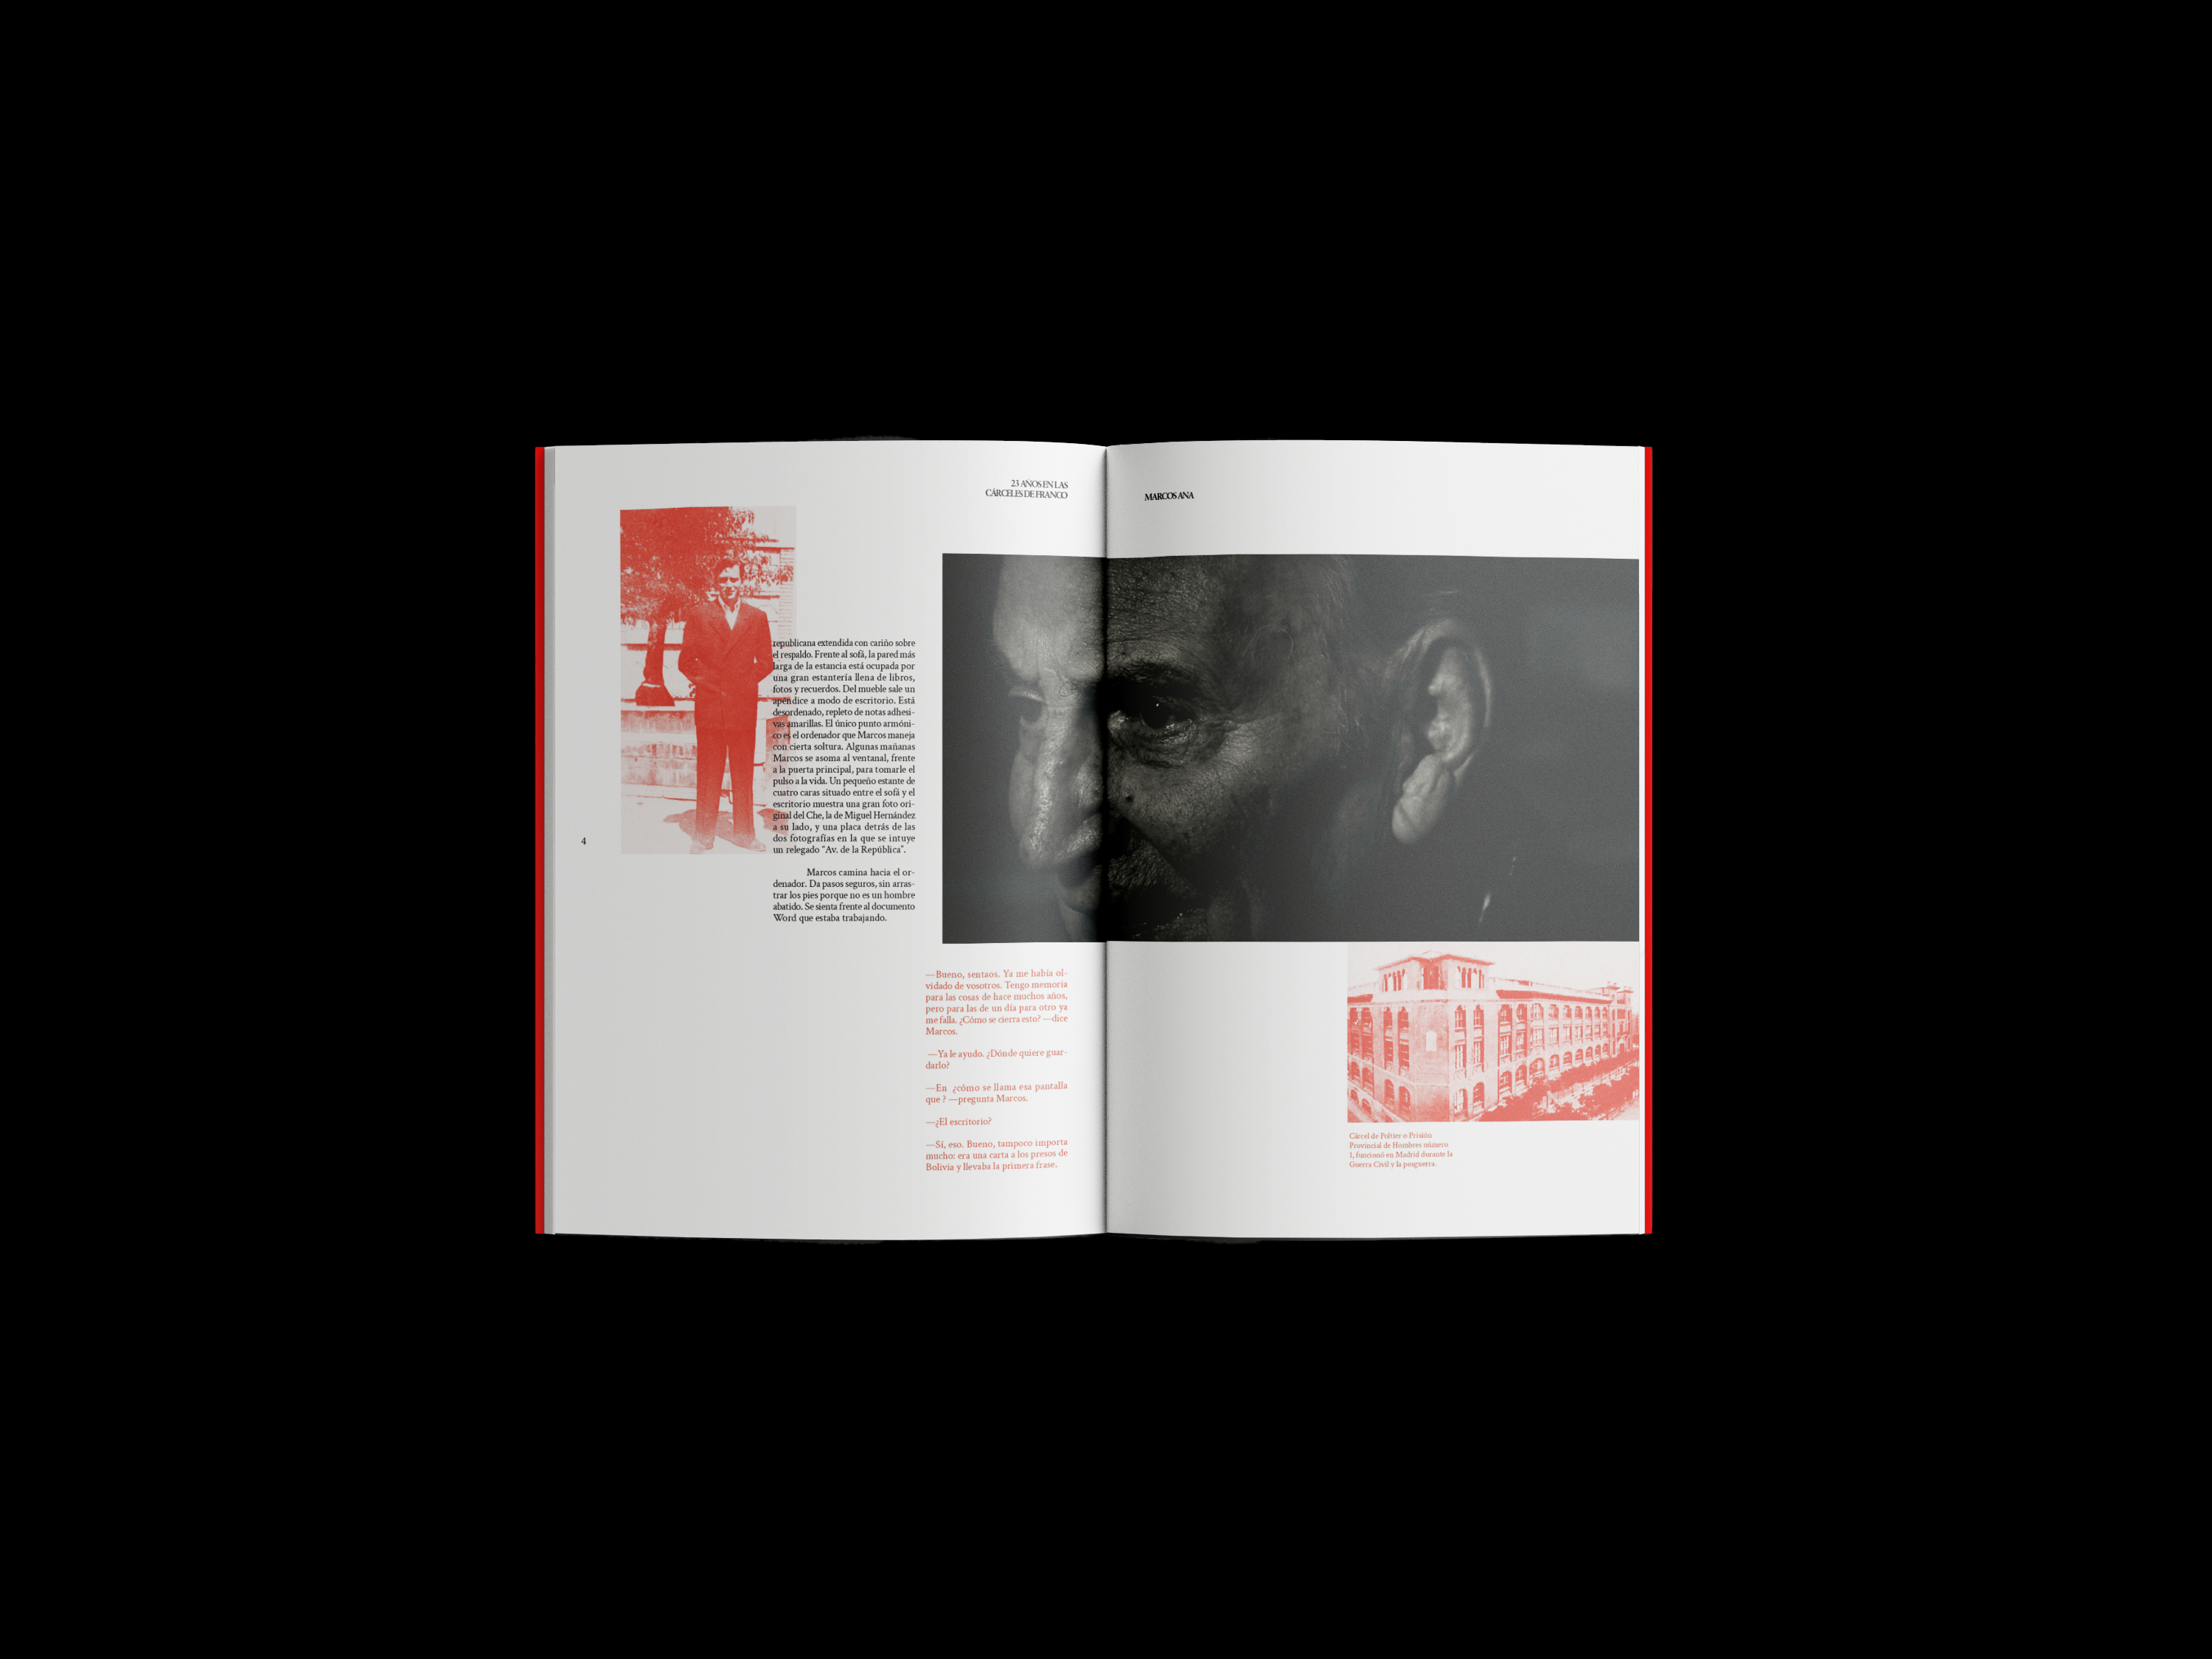 23 AÑOS EN LAS
CÁRCELES DE FRANCO
republicana extendida con cariño sobre
el respaldo. Frente al sofá, la pared más
larga de la estancia está ocupada por
una gran estantería llena de libros,
fotos y recuerdos. Del mueble sale un
apéndice a modo de escritorio. Está
desordenado, repleto de notas adhesi-
vas amarillas. El único punto armóni-
co es el ordenador que Marcos maneja
con cierta soltura. Algunas mañanas
Marcos se asoma al ventanal, frente
a la puerta principal, para tomarle el
pulso a la vida. Un pequeño estante de
cuatro caras situado entre el sofá y el
escritorio muestra una gran foto ori-
ginal del Che, la de Miguel Hernández
a su lado, y una placa detrás de las
dos fotografías en la que se intuye
un relegado "Av. de la República".
Marcos camina hacia el or-
denador. Da pasos seguros, sin arras-
trar los pies porque no es un hombre
abatido. Se sienta frente al documento
Word que estaba trabajando.
4
—Bueno, sentaos. Ya me había ol-
vidado de vosotros. Tengo memoria
para las cosas de hace muchos años,
pero para las de un día para otro ya
me falla. ¿Cómo se cierra esto? —dice
Marcos.
—Ya le ayudo. ¿Dónde quiere guar-
darlo?
—En ¿cómo se llama esa pantalla
que ? —pregunta Marcos.
—¿El escritorio?
—Sí, eso. Bueno, tampoco importa
mucho: era una carta a los presos de
Bolivia y llevaba la primera frase.
MARCOS ANA
Cárcel de Poltier o Prisión
Provincial de Hombres número
1, funcionó en Madrid durante la
Guerra Civil y la posguerra.